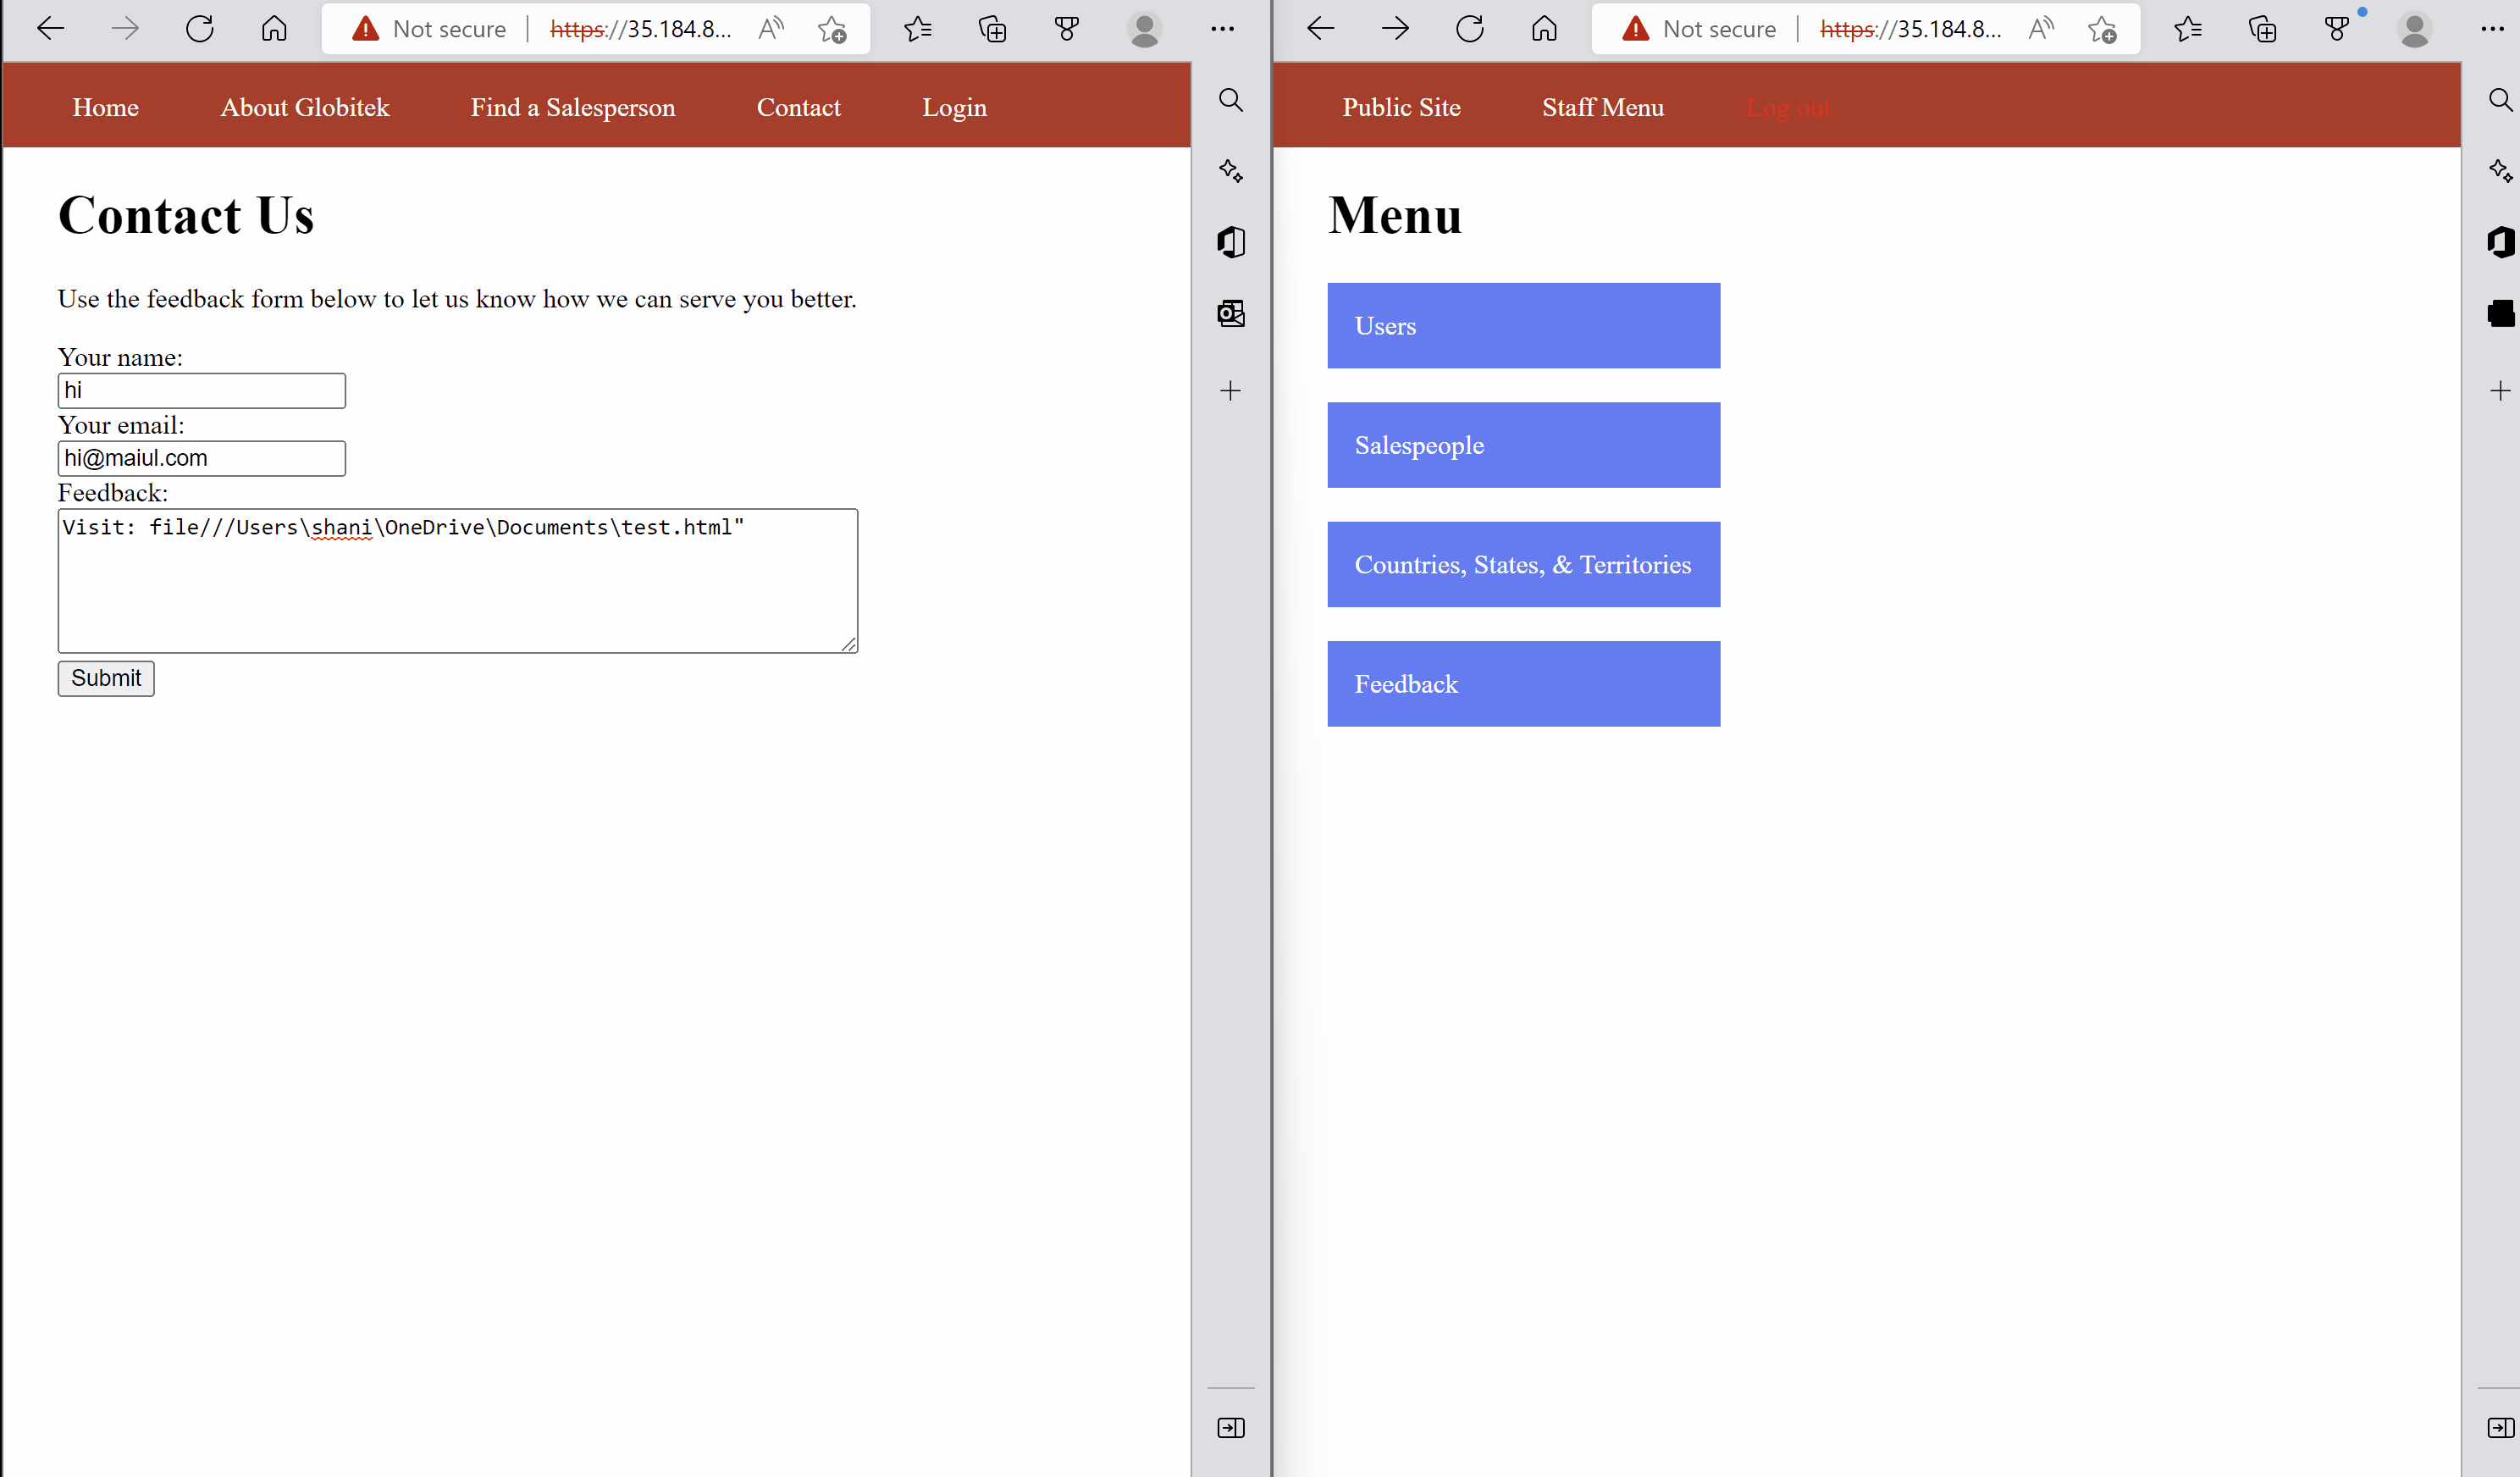 Not secure https://35.184.8...
Home About Globitek Find a Salesperson Contact Login
Contact Us
Use the feedback form below to let us know how we can serve you better.
Your name:
hi
Your email:
hi@maiul.com
Feedback:
Visit: file///Users\shani\OneDrive\Documents\test.html"
Submit
Not secure https://35.184.8...
Public Site Staff Menu Log out
Menu
Users
Salespeople
Countries, States, & Territories
Feedback